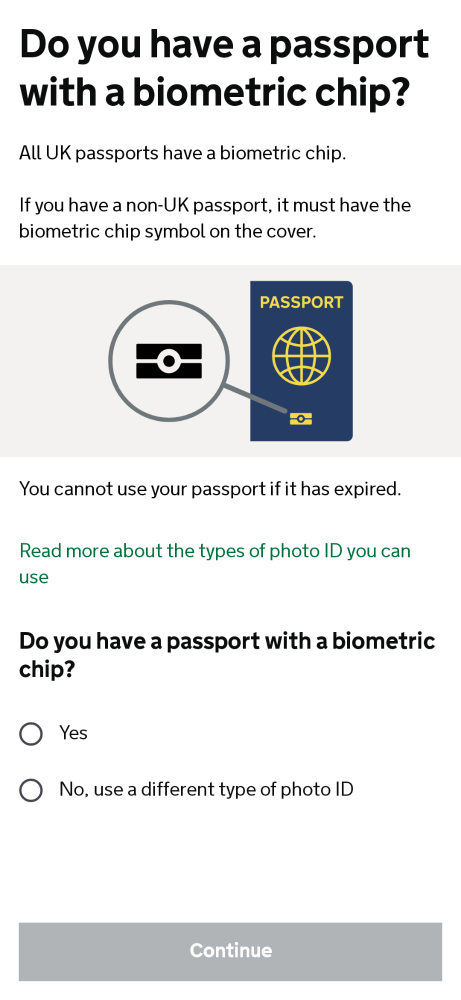 Do you have a passport
with a biometric chip?
All UK passports have a biometric chip.
If you have a non-UK passport, it must have the
biometric chip symbol on the cover.
PASSPORT
You cannot use your passport if it has expired.
Read more about the types of photo ID you can
use
Do you have a passport with a biometric
chip?
Yes
No, use a different type of photo ID
Continue